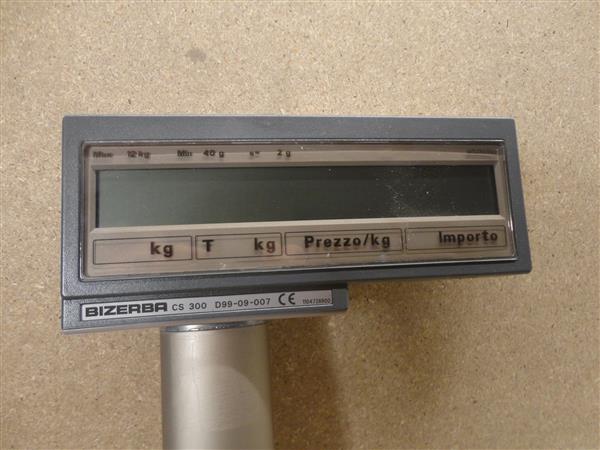 Max 12 kg Min 40 g e= 2 g
kg T kg Prezzo/kg Importo
BIZERBA CS 300 D99-09-007 CE